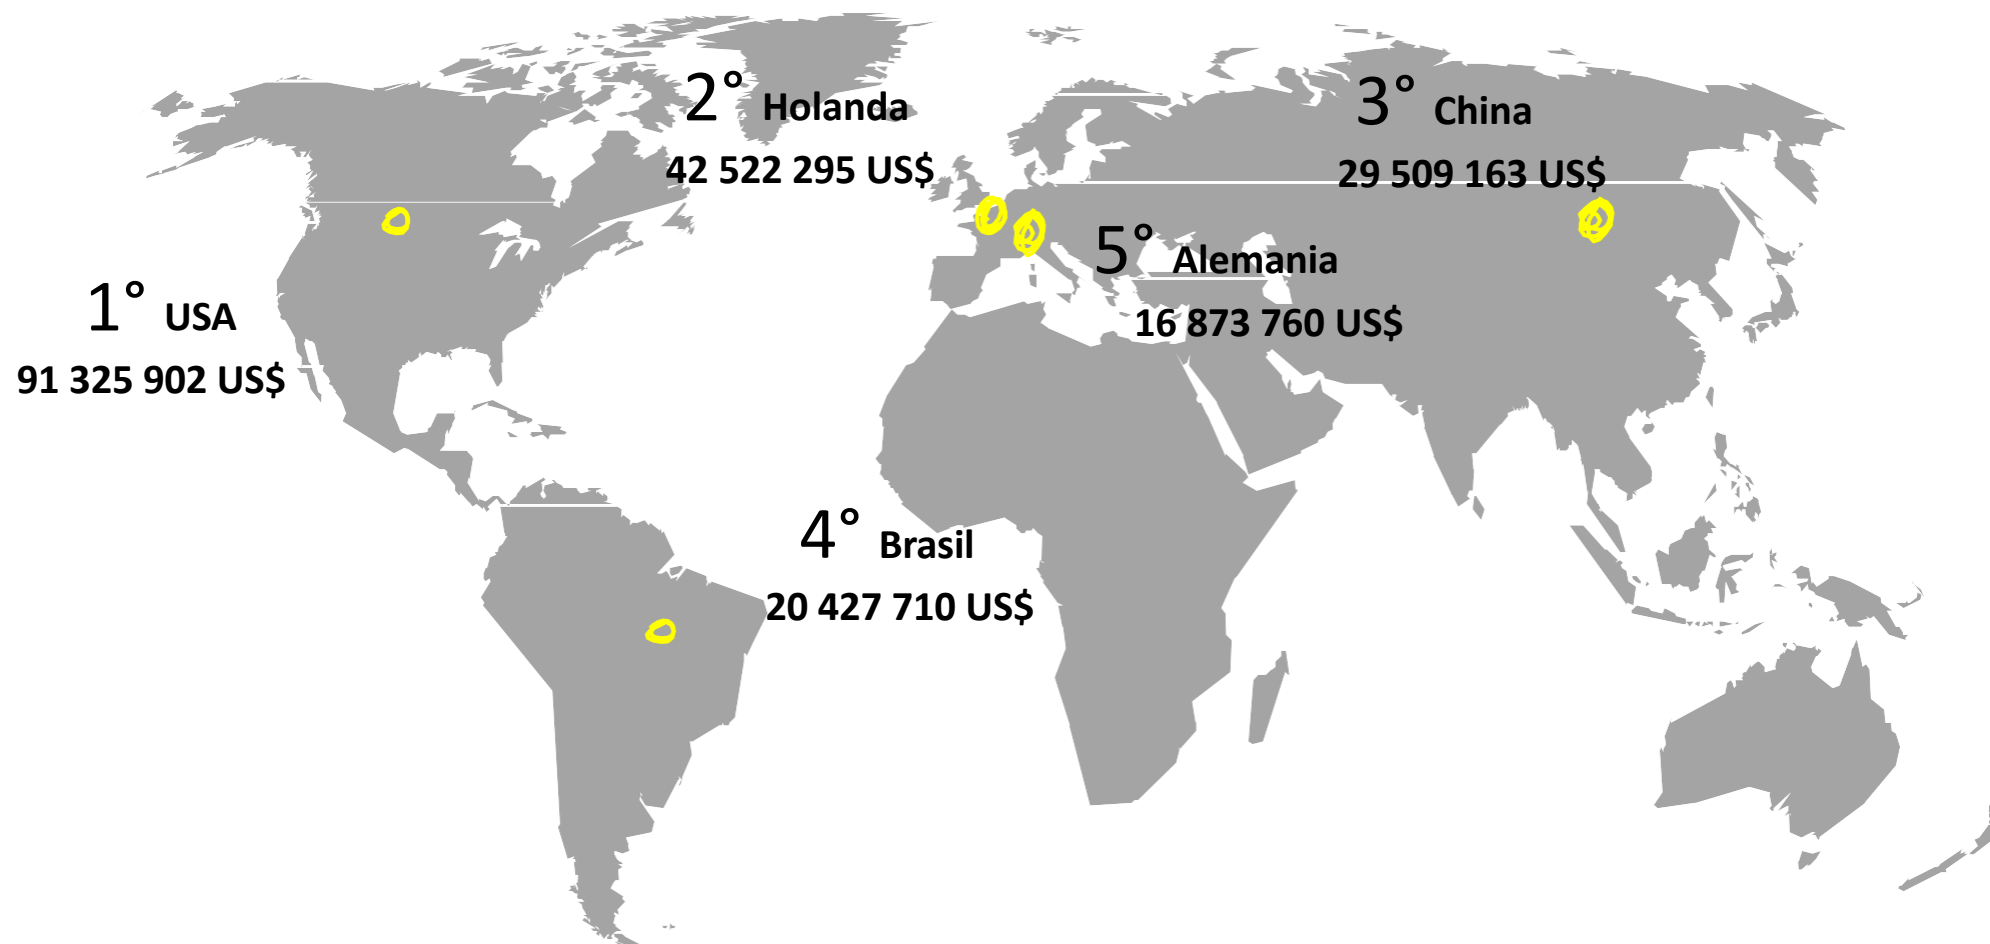 2° Holanda
42 522 295 US$
3° China
29 509 163 US$
5° Alemania
16 873 760 US$
1° USA
91 325 902 US$
4° Brasil
20 427 710 US$